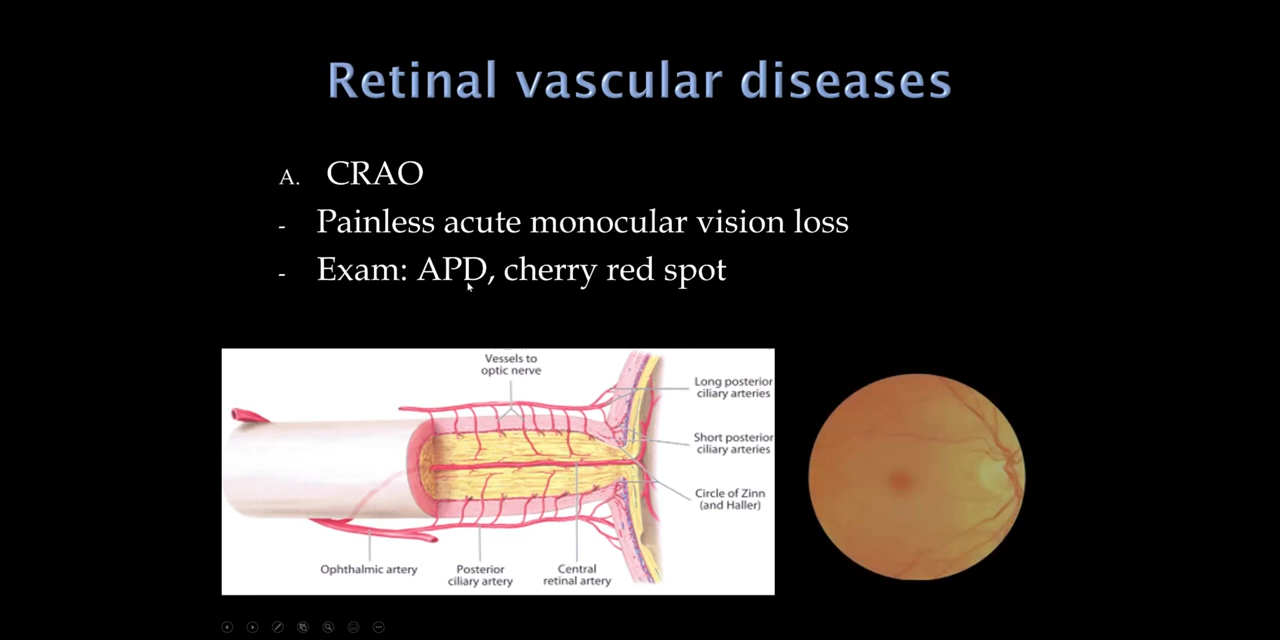 Retinal vascular diseases
A. CRAO
- Painless acute monocular vision loss
- Exam: APD, cherry red spot
Vessels to
optic nerve
Long posterior
ciliary arteries
Short posterior
ciliary arteries
Circle of Zinn
(and Haller)
Ophthalmic artery
Posterior
ciliary artery
Central
retinal artery